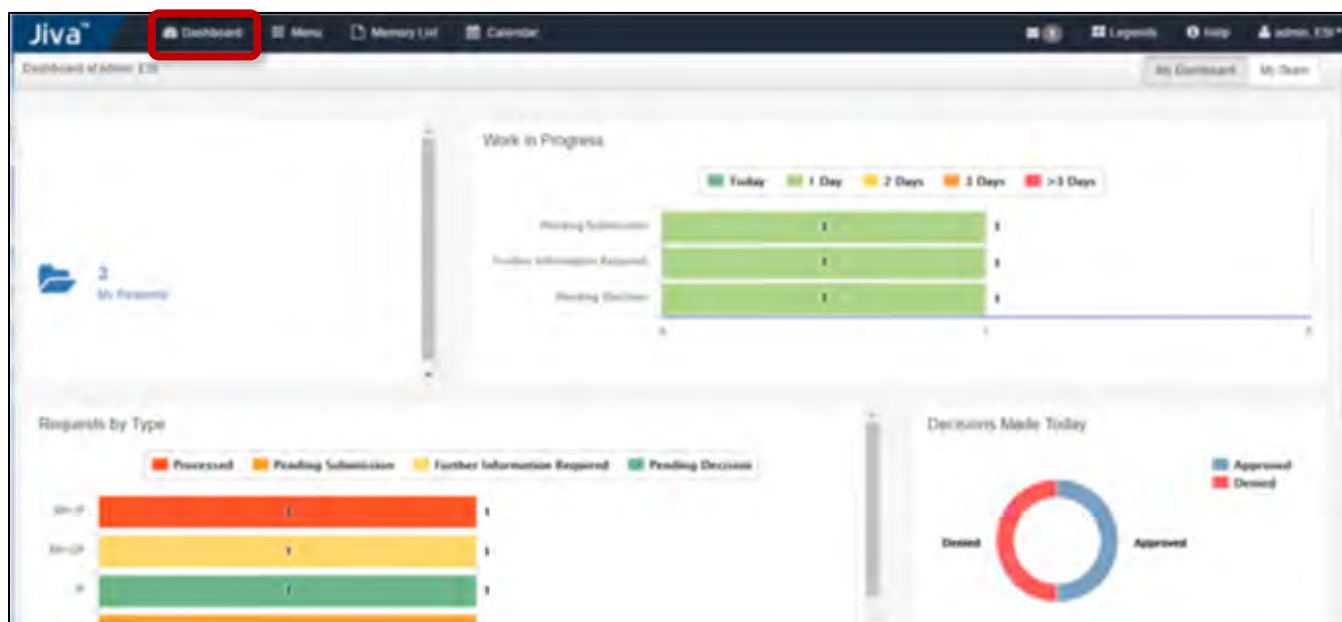 Jiva™ Dashboard Menu Memory List Calendar Legends Help admin, ESI
Dashboard of Admin ESI My Dashboard My Team
Work in Progress
Today 1 Day 2 Days 3 Days >3 Days
Pending Submission 1 1
Further Information Required 1 1
3
My Requests
Pending Decision 1 1
0 1 2
Requests by Type
Processed Pending Submission Further Information Required Pending Decision
1 1
1 1
1 1
Decisions Made Today
Approved
Denied
Denied Approved